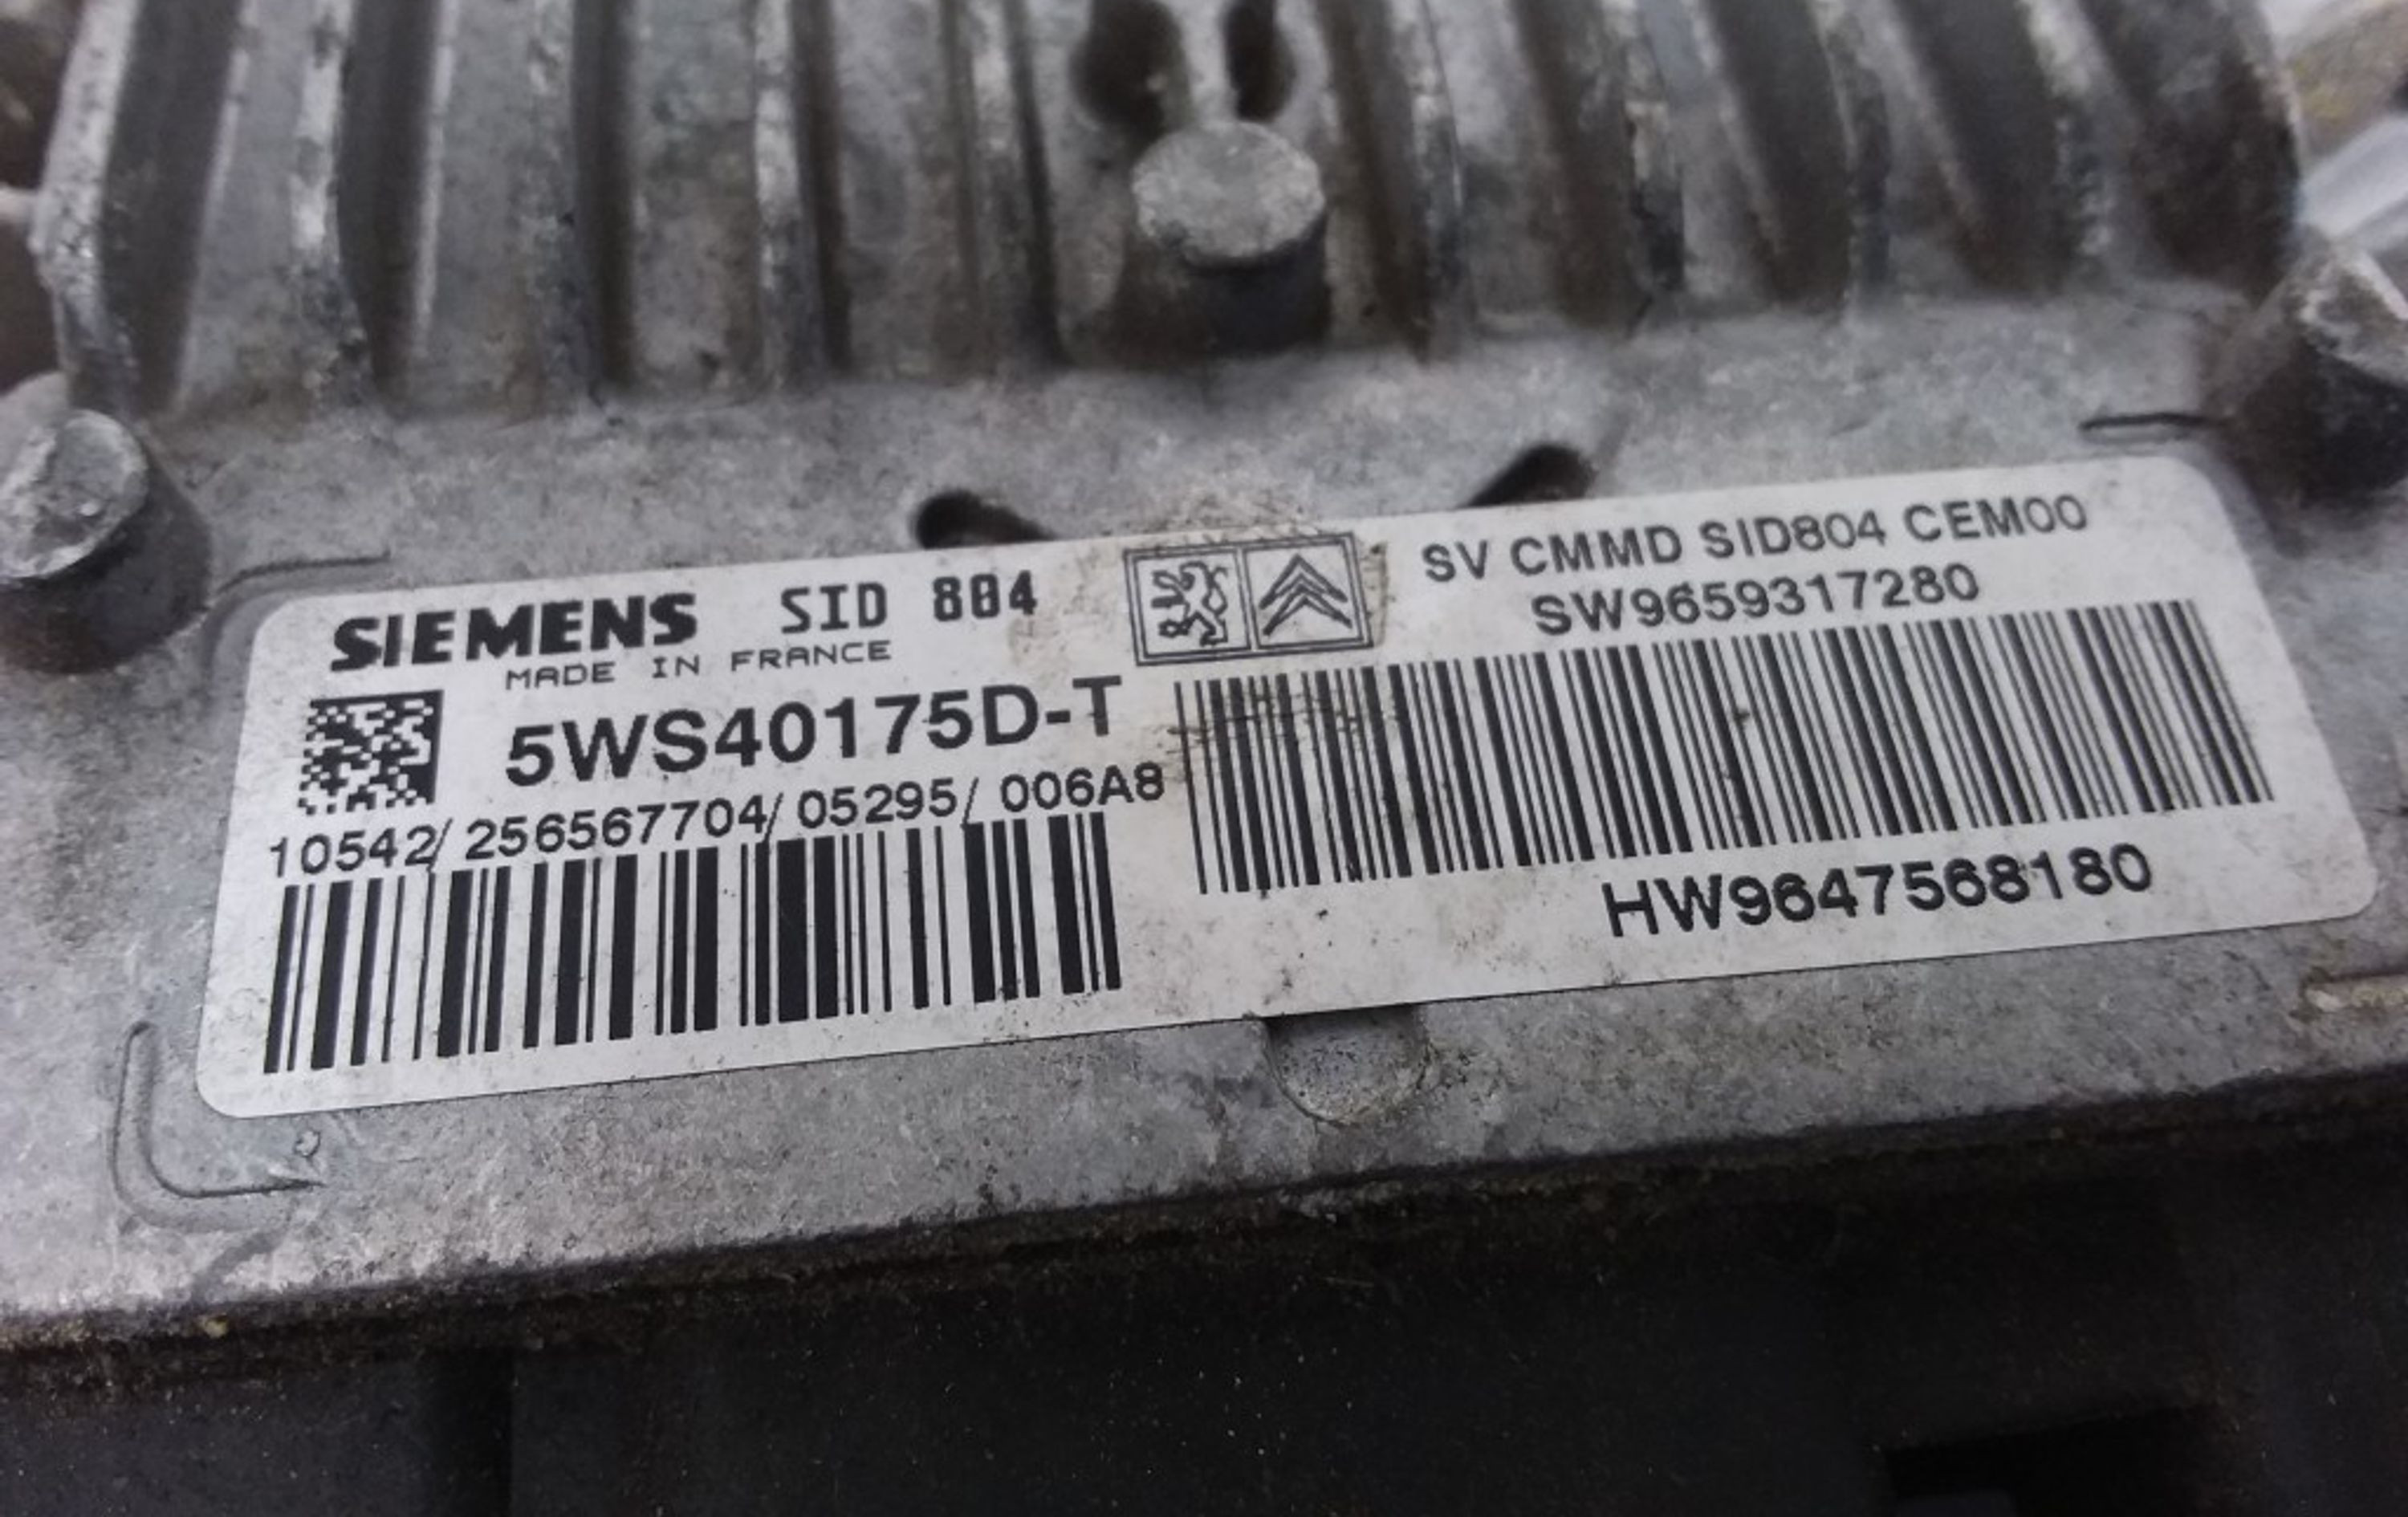 SIEMENS SID 804
MADE IN FRANCE
5WS40175D-T
10542/ 256567704/ 05295/ 006A8
SV CMMD SID804 CEM00
SW9659317280
HW9647568180